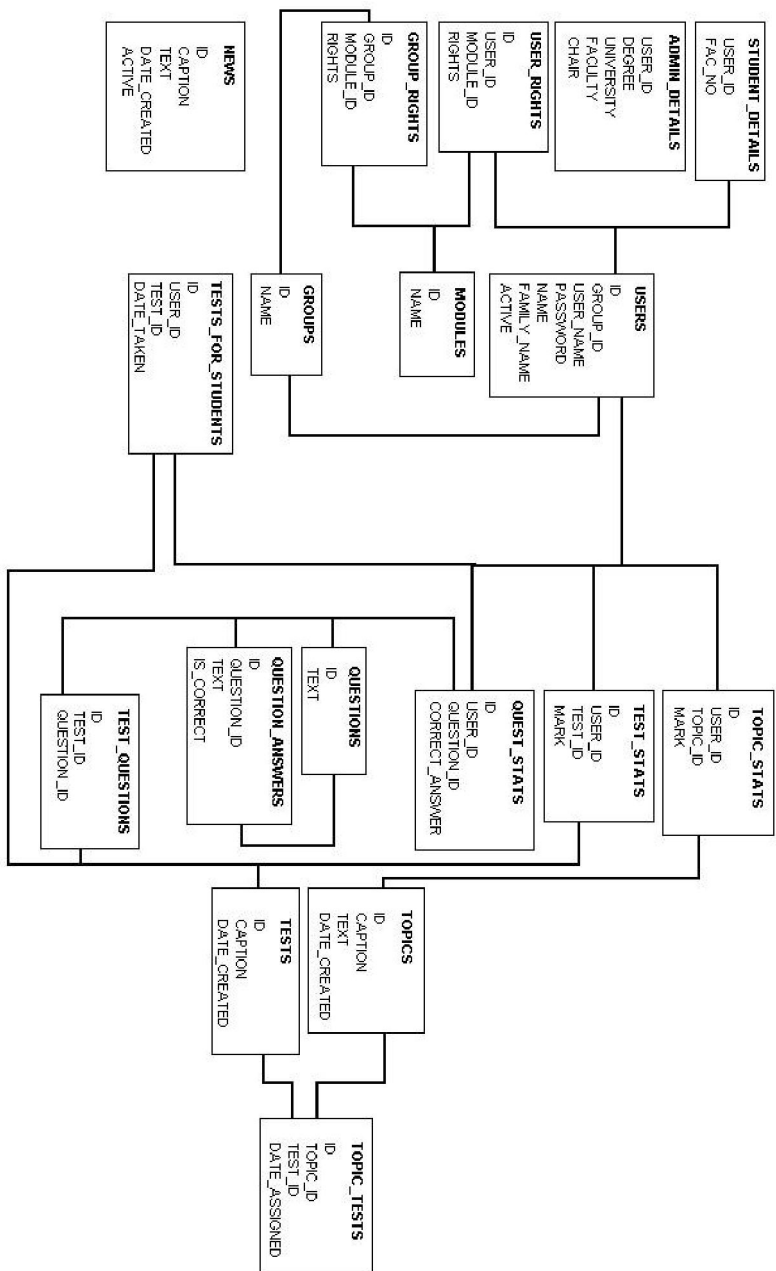 STUDENT_DETAILS
USER_ID
FAC_NO
ADMIN_DETAILS
USER_ID
DEGREE
UNIVERSITY
FACULTY
CHAIR
USER_RIGHTS
ID
USER_ID
MODULE_ID
RIGHTS
GROUP_RIGHTS
ID
GROUP_ID
MODULE_ID
RIGHTS
NEWS
ID
CAPTION
TEXT
DATE_CREATED
ACTIVE
USERS
ID
GROUP_ID
USER_NAME
PASSWORD
NAME
FAMILY_NAME
ACTIVE
MODULES
ID
NAME
GROUPS
ID
NAME
TESTS_FOR_STUDENTS
ID
USER_ID
TEST_ID
DATE_TAKEN
TOPIC_STATS
ID
USER_ID
TOPIC_ID
MARK
TEST_STATS
ID
USER_ID
TEST_ID
MARK
QUEST_STATS
ID
USER_ID
QUESTION_ID
CORRECT_ANSWER
QUESTIONS
ID
TEXT
QUESTION_ANSWERS
ID
QUESTION_ID
TEXT
IS_CORRECT
TEST_QUESTIONS
ID
TEST_ID
QUESTION_ID
TOPICS
ID
CAPTION
TEXT
DATE_CREATED
TESTS
ID
CAPTION
DATE_CREATED
TOPIC_TESTS
ID
TOPIC_ID
TEST_ID
DATE_ASSIGNED